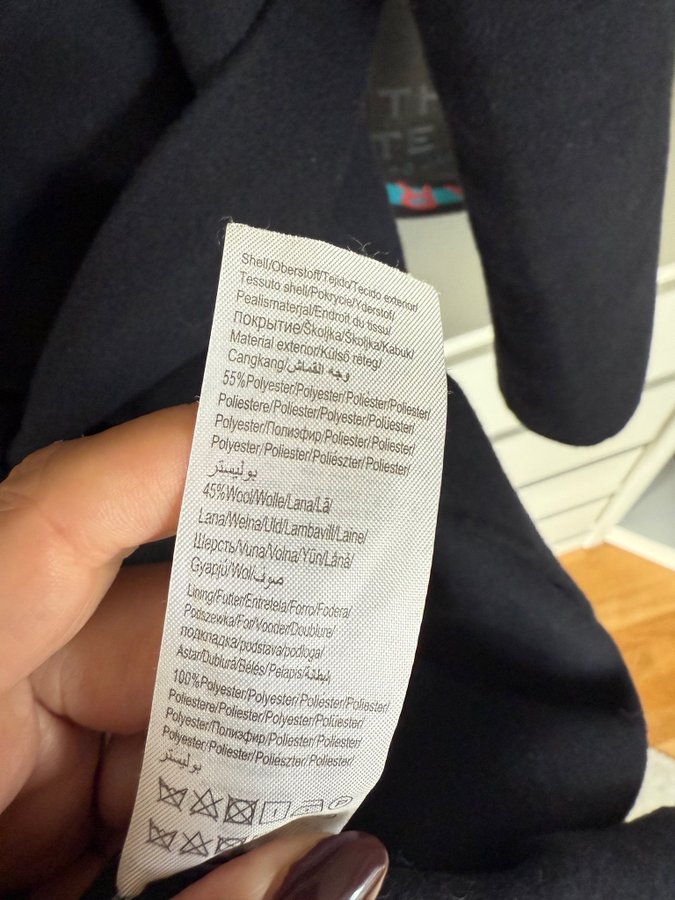 TH
TE
Shell/Oberstoff/Tejido/Tecido exterior/
Tessuto shell/Pokrycie/Yderstof/
Pealismaterjal/Endroit du tissu/
покрытие/Školjka/Školjka/Kabuk/
Material exterior/Külső réteg/
Cangkang/وجه القماش
55%Polyester/Polyester/Poliéster/Poliéster/
Poliestere/Poliester/Polyester/Polüester/
Polyester/Полиэфир/Poliester/Poliester/
Polyester/Poliester/Poliészter/Poliester/
بوليستر
45%Wool/Wolle/Lana/Lã/
Lana/Wełna/Uld/Lambavill/Laine/
Шерсть/Vuna/Volna/Yün/Lână/
Gyapjú/Wol/صوف
Lining/Futter/Entretela/Forro/Fodera/
Podszewka/For/Vooder/Doublure/
подкладка/podstava/podloga/
Astar/Dublură/Bélés/Pelapis/بطانة
100%Polyester/Polyester/Poliéster/Poliéster/
Poliestere/Poliester/Polyester/Polüester/
Polyester/Полиэфир/Poliester/Poliester/
Polyester/Poliester/Poliészter/Poliester/
بوليستر
P